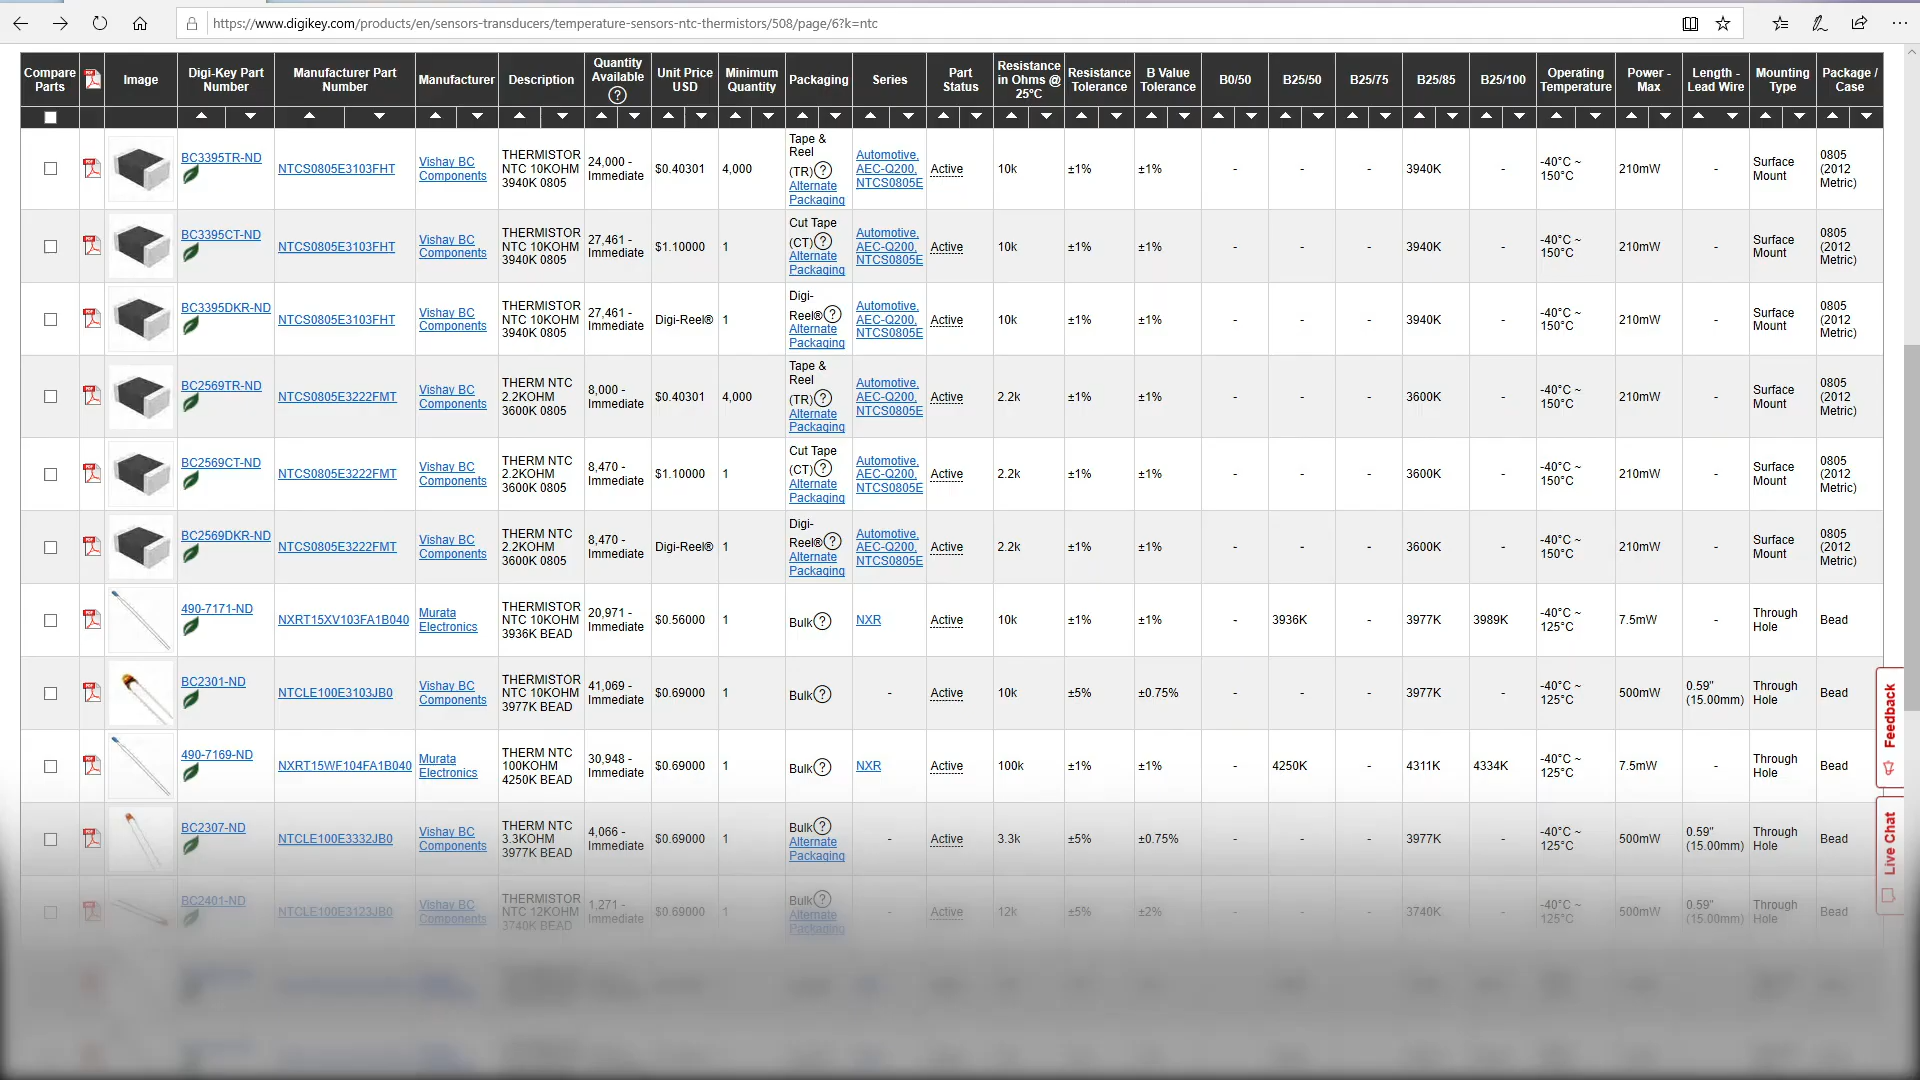 https://www.digikey.com/products/en/sensors-transducers/temperature-sensors-ntc-thermistors/508/page/6?k=ntc
Compare Parts Image Digi-Key Part Number Manufacturer Part Number Manufacturer Description Quantity Available ? Unit Price USD Minimum Quantity Packaging Series Part Status Resistance in Ohms @ 25°C Resistance Tolerance B Value Tolerance B0/50 B25/50 B25/75 B25/85 B25/100 Operating Temperature Power - Max Length - Lead Wire Mounting Type Package / Case
BC3395TR-ND NTCS0805E3103FHT Vishay BC Components THERMISTOR NTC 10KOHM 3940K 0805 24,000 - Immediate $0.40301 4,000 Tape & Reel (TR)? Alternate Packaging Automotive, AEC-Q200, NTCS0805E Active 10k ±1% ±1% - - - 3940K - -40°C ~ 150°C 210mW - Surface Mount 0805 (2012 Metric)
BC3395CT-ND NTCS0805E3103FHT Vishay BC Components THERMISTOR NTC 10KOHM 3940K 0805 27,461 - Immediate $1.10000 1 Cut Tape (CT)? Alternate Packaging Automotive, AEC-Q200, NTCS0805E Active 10k ±1% ±1% - - - 3940K - -40°C ~ 150°C 210mW - Surface Mount 0805 (2012 Metric)
BC3395DKR-ND NTCS0805E3103FHT Vishay BC Components THERMISTOR NTC 10KOHM 3940K 0805 27,461 - Immediate Digi-Reel® 1 Digi-Reel®? Alternate Packaging Automotive, AEC-Q200, NTCS0805E Active 10k ±1% ±1% - - - 3940K - -40°C ~ 150°C 210mW - Surface Mount 0805 (2012 Metric)
BC2569TR-ND NTCS0805E3222FMT Vishay BC Components THERM NTC 2.2KOHM 3600K 0805 8,000 - Immediate $0.40301 4,000 Tape & Reel (TR)? Alternate Packaging Automotive, AEC-Q200, NTCS0805E Active 2.2k ±1% ±1% - - - 3600K - -40°C ~ 150°C 210mW - Surface Mount 0805 (2012 Metric)
BC2569CT-ND NTCS0805E3222FMT Vishay BC Components THERM NTC 2.2KOHM 3600K 0805 8,470 - Immediate $1.10000 1 Cut Tape (CT)? Alternate Packaging Automotive, AEC-Q200, NTCS0805E Active 2.2k ±1% ±1% - - - 3600K - -40°C ~ 150°C 210mW - Surface Mount 0805 (2012 Metric)
BC2569DKR-ND NTCS0805E3222FMT Vishay BC Components THERM NTC 2.2KOHM 3600K 0805 8,470 - Immediate Digi-Reel® 1 Digi-Reel®? Alternate Packaging Automotive, AEC-Q200, NTCS0805E Active 2.2k ±1% ±1% - - - 3600K - -40°C ~ 150°C 210mW - Surface Mount 0805 (2012 Metric)
490-7171-ND NXRT15XV103FA1B040 Murata Electronics THERMISTOR NTC 10KOHM 3936K BEAD 20,971 - Immediate $0.56000 1 Bulk? NXR Active 10k ±1% ±1% - 3936K - 3977K 3989K -40°C ~ 125°C 7.5mW - Through Hole Bead
BC2301-ND NTCLE100E3103JB0 Vishay BC Components THERMISTOR NTC 10KOHM 3977K BEAD 41,069 - Immediate $0.69000 1 Bulk? - Active 10k ±5% ±0.75% - - - 3977K - -40°C ~ 125°C 500mW 0.59" (15.00mm) Through Hole Bead
490-7169-ND NXRT15WF104FA1B040 Murata Electronics THERM NTC 100KOHM 4250K BEAD 30,948 - Immediate $0.69000 1 Bulk? NXR Active 100k ±1% ±1% - 4250K - 4311K 4334K -40°C ~ 125°C 7.5mW - Through Hole Bead
BC2307-ND NTCLE100E3332JB0 Vishay BC Components THERM NTC 3.3KOHM 3977K BEAD 4,066 - Immediate $0.69000 1 Bulk? Alternate Packaging - Active 3.3k ±5% ±0.75% - - - 3977K - -40°C ~ 125°C 500mW 0.59" (15.00mm) Through Hole Bead
BC2401-ND NTCLE100E3123JB0 Vishay BC Components THERMISTOR NTC 12KOHM 3740K BEAD 1,271 - Immediate $0.69000 1 Bulk? Alternate Packaging - Active 12k ±5% ±2% - - - 3740K - -40°C ~ 125°C 500mW 0.59" (15.00mm) Through Hole Bead
Feedback
Live Chat